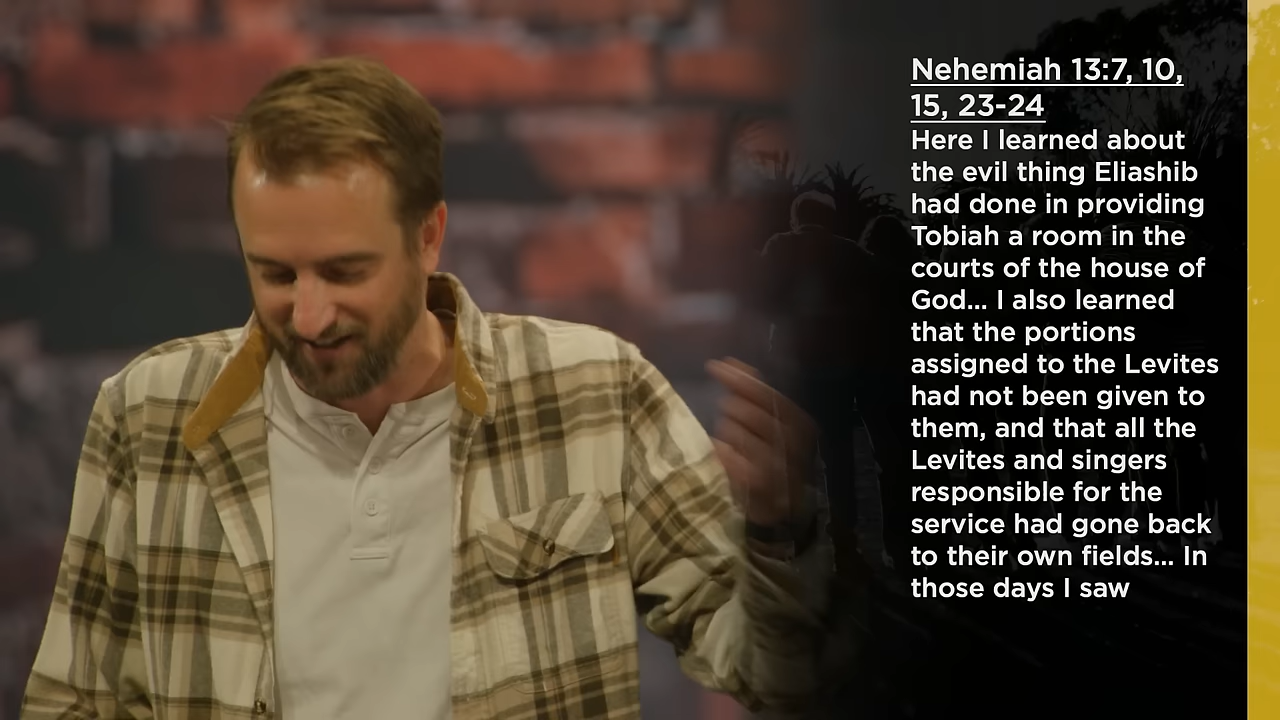 Nehemiah 13:7, 10,
15, 23-24
Here I learned about
the evil thing Eliashib
had done in providing
Tobiah a room in the
courts of the house of
God... I also learned
that the portions
assigned to the Levites
had not been given to
them, and that all the
Levites and singers
responsible for the
service had gone back
to their own fields... In
those days I saw